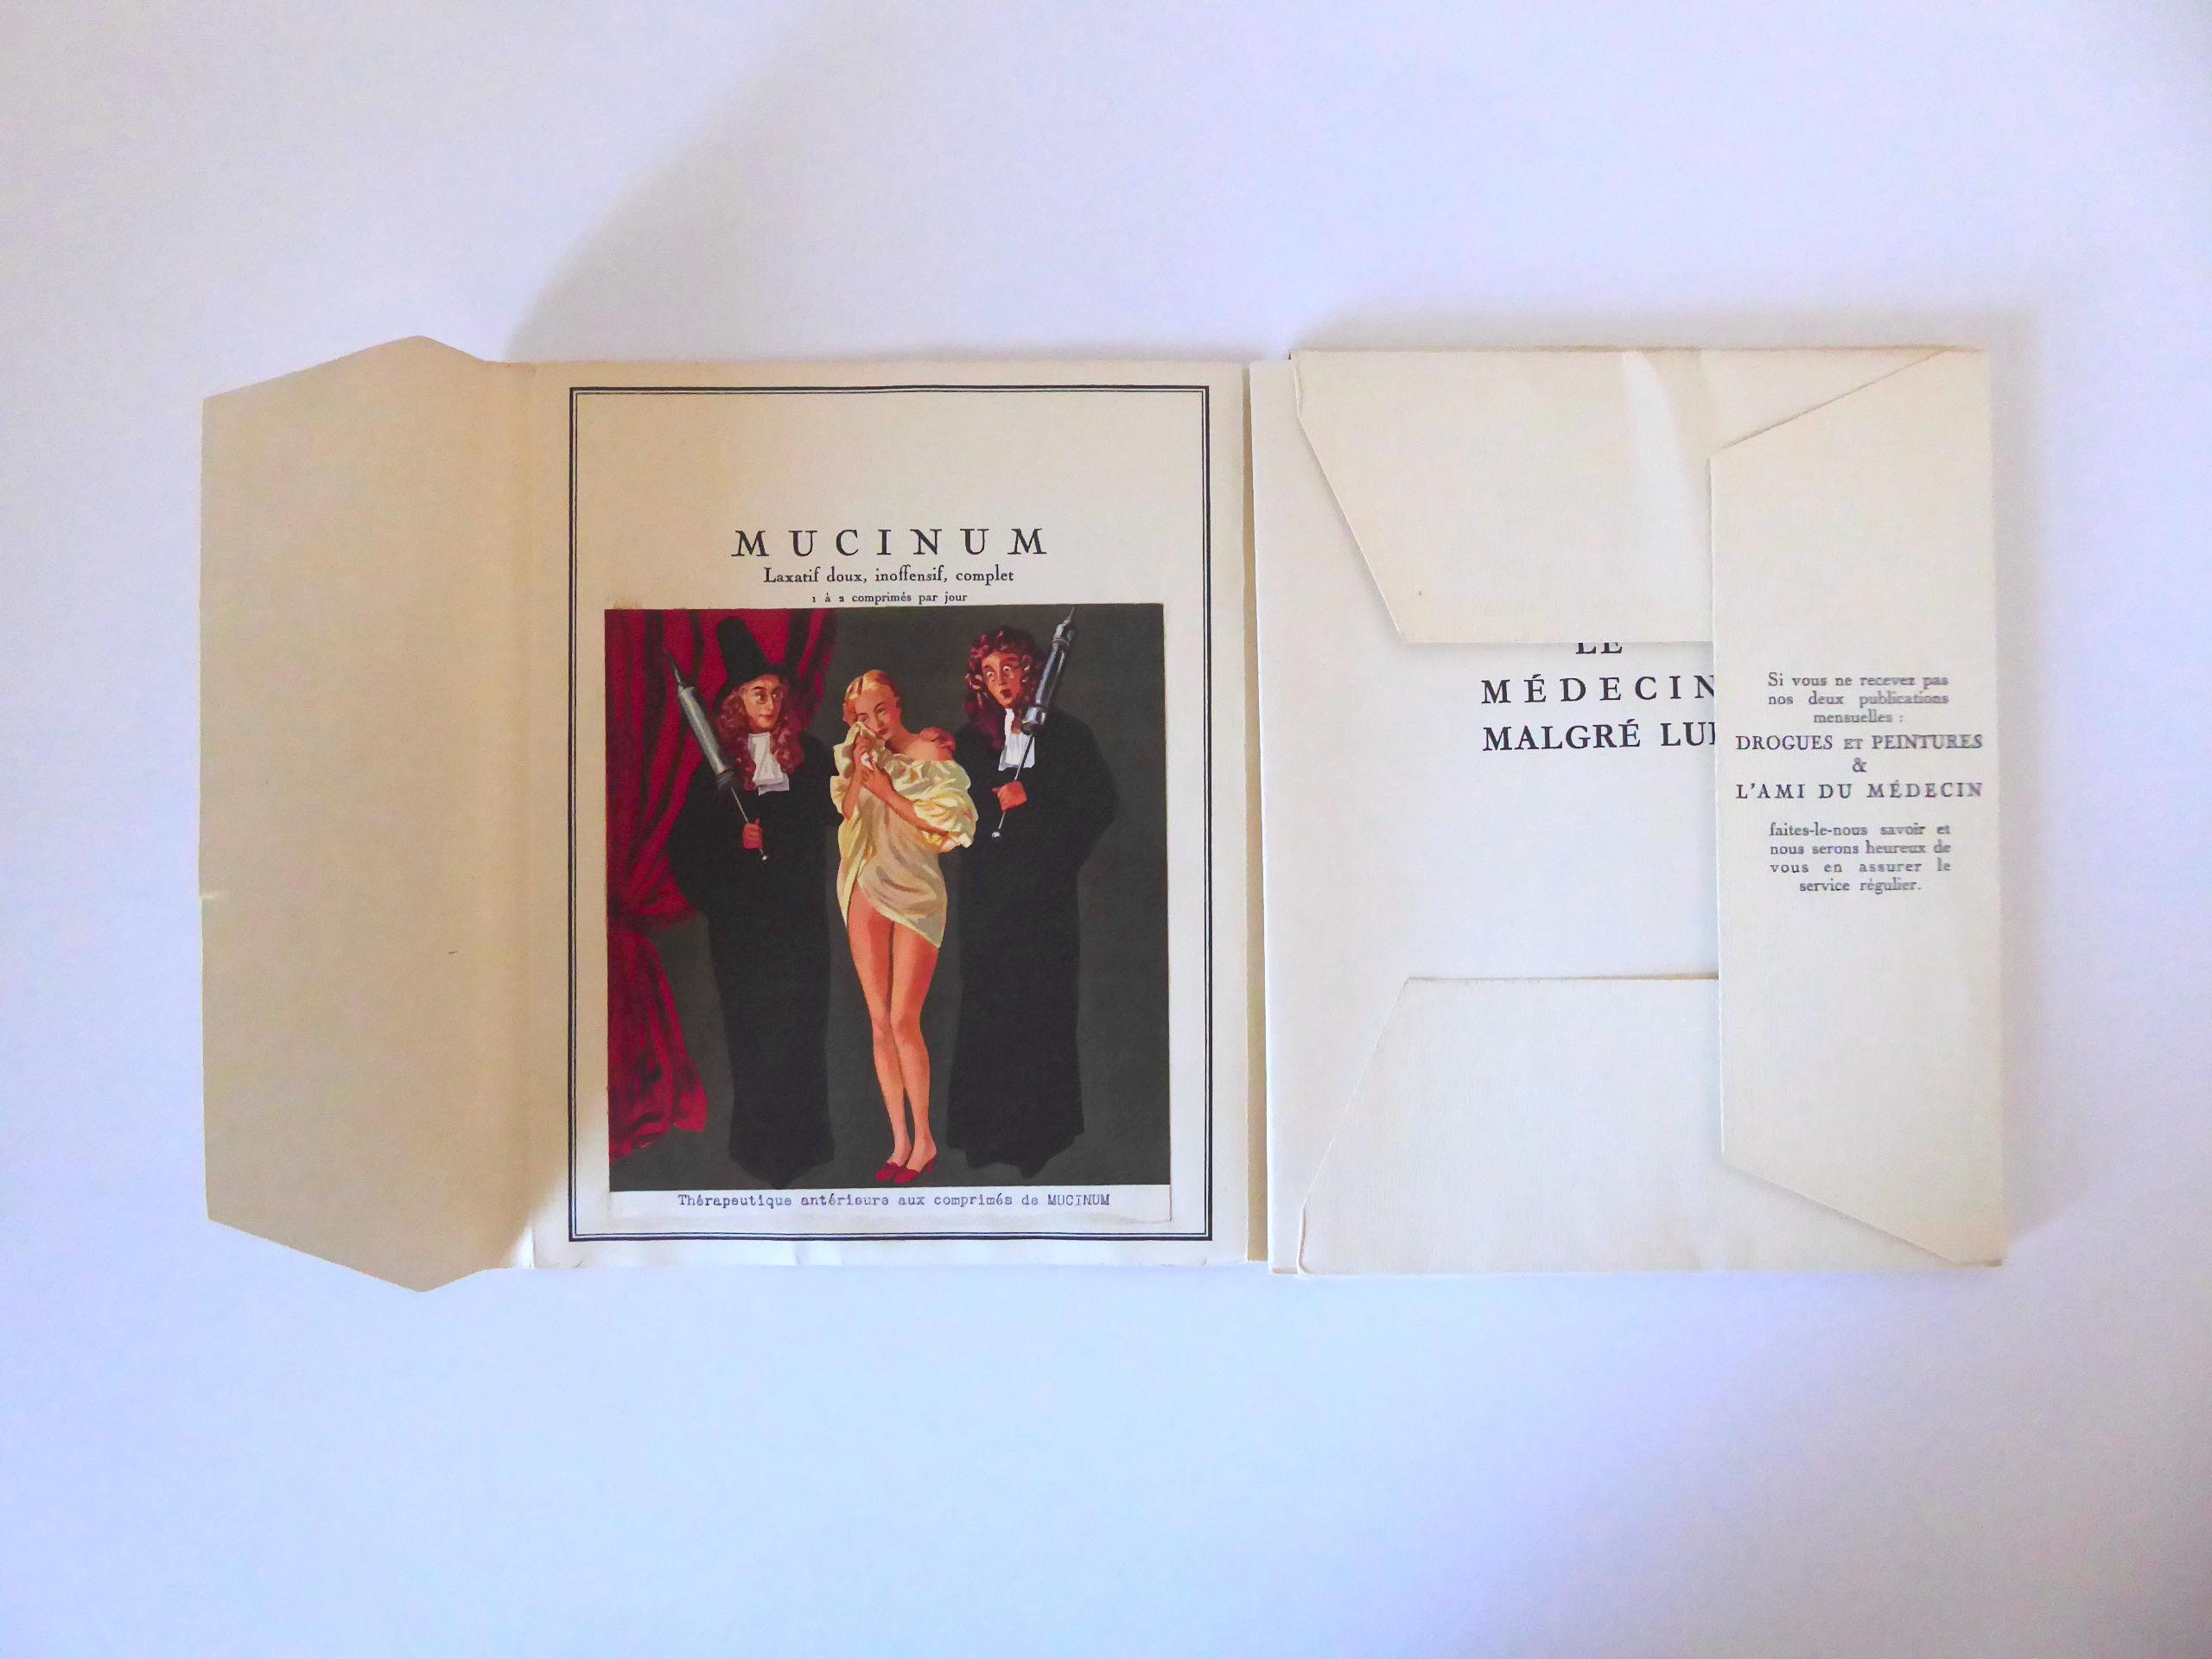 MUCINUM
Laxatif doux, inoffensif, complet
1 à 2 comprimés par jour
Thérapeutique antérieure aux comprimés de MUCINUM
LE
MÉDECIN
MALGRÉ LUI
Si vous ne recevez pas
nos deux publications
mensuelles :
DROGUES ET PEINTURES
&
L'AMI DU MÉDECIN
faites-le-nous savoir et
nous serons heureux de
vous en assurer le
service régulier.